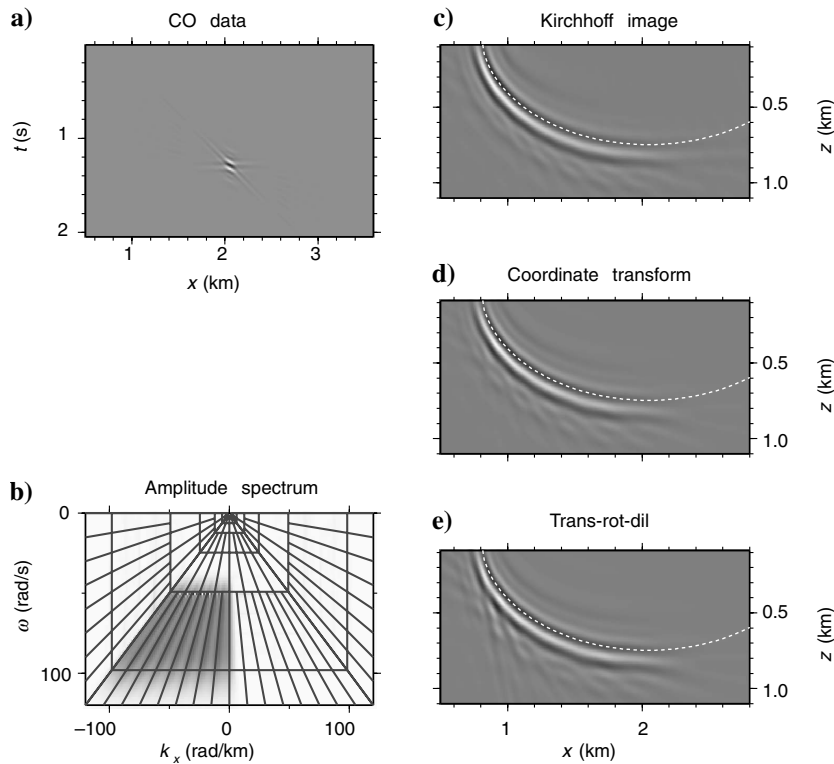 a) CO data
t (s)
1
2
1 2 3
x (km)
b) Amplitude spectrum
ω (rad/s)
0
100
−100 0 100
k x (rad/km)
c) Kirchhoff image
0.5
1.0
z (km)
1 2
d) Coordinate transform
0.5
1.0
z (km)
e) Trans-rot-dil
0.5
1.0
z (km)
1 2
x (km)